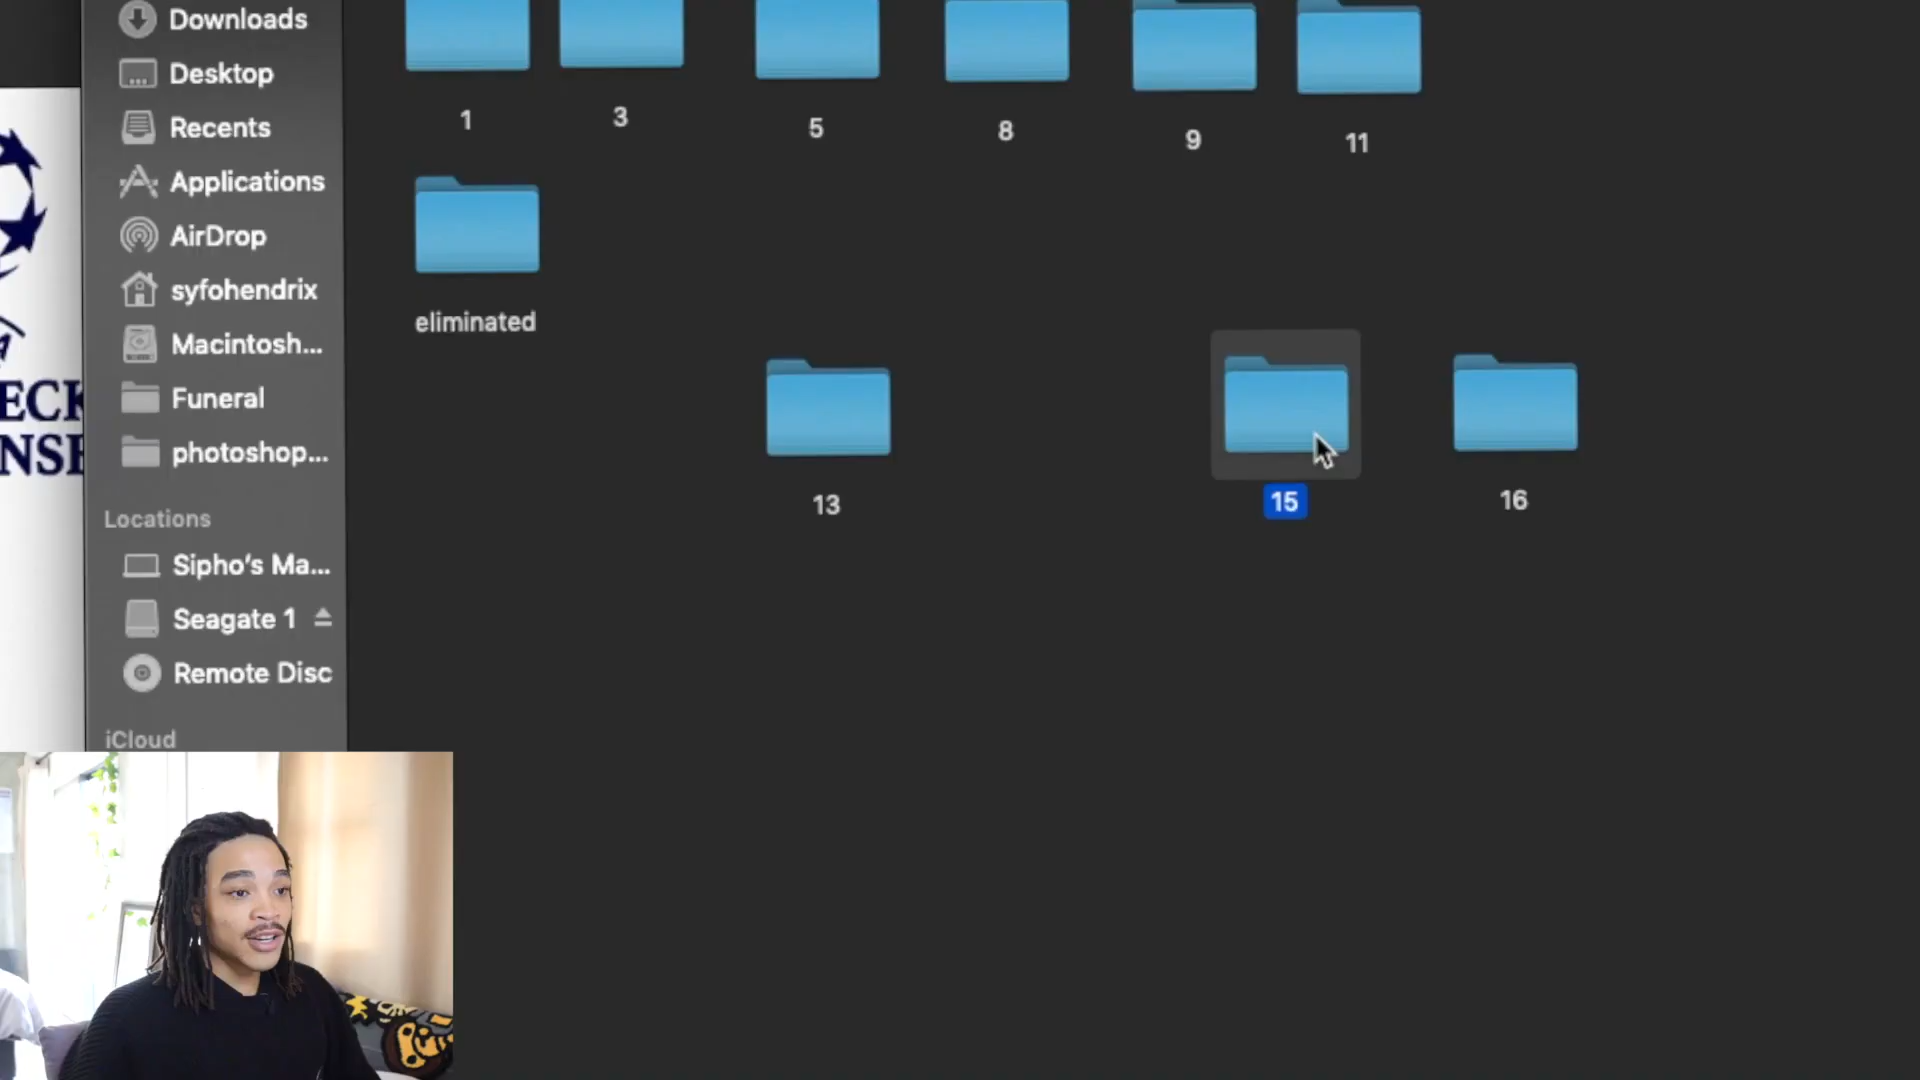 Downloads
Desktop
Recents
Applications
AirDrop
syfohendrix
Macintosh...
Funeral
photoshop...
Locations
Sipho's Ma...
Seagate 1
Remote Disc
iCloud
1
3
5
8
9
11
eliminated
13
15
16